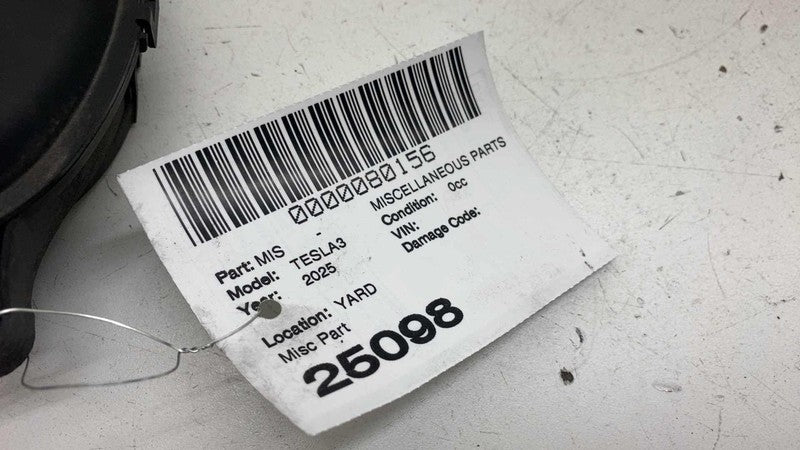 0000080156
Part: MIS - MISCELLANEOUS PARTS
Model: TESLA3 Condition: 0cc
Year: 2025 VIN:
Damage Code:
Location: YARD
Misc Part
25098